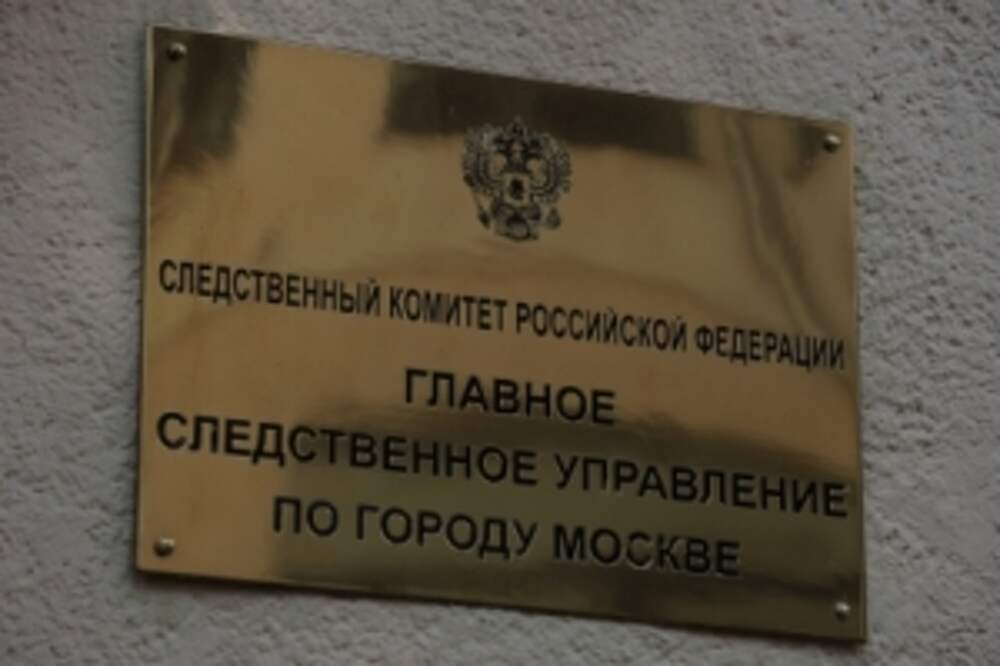 СЛЕДСТВЕННЫЙ КОМИТЕТ РОССИЙСКОЙ ФЕДЕРАЦИИ
ГЛАВНОЕ
СЛЕДСТВЕННОЕ УПРАВЛЕНИЕ
ПО ГОРОДУ МОСКВЕ